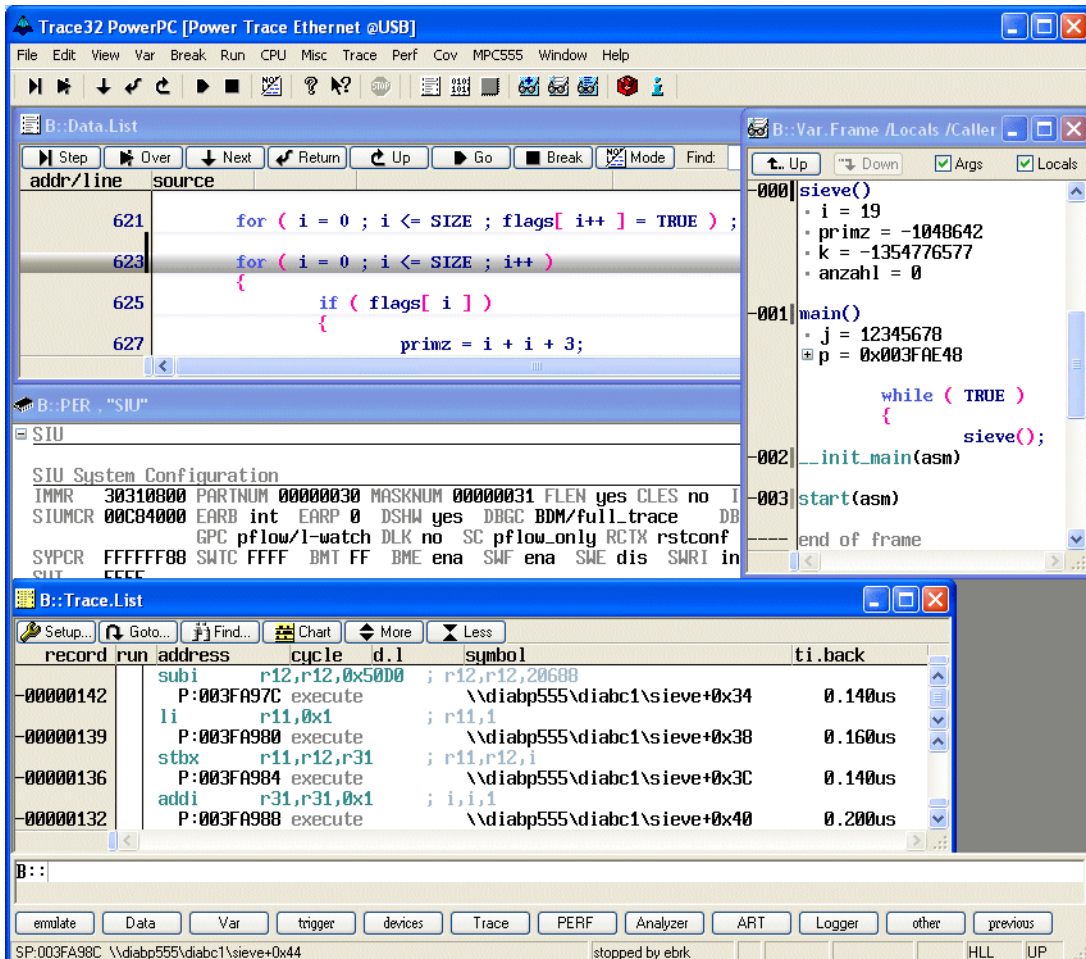 Trace32 PowerPC [Power Trace Ethernet @USB]
File Edit View Var Break Run CPU Misc Trace Perf Cov MPC555 Window Help
B::Data.List
Step Over Next Return Up Go Break Mode Find:
addr/line source
621 for ( i = 0 ; i <= SIZE ; flags[ i++ ] = TRUE ) ;
623 for ( i = 0 ; i <= SIZE ; i++ )
{
625 if ( flags[ i ] )
{
627 primz = i + i + 3;
B::Var.Frame /Locals /Caller
Up Down Args Locals
-000 sieve()
i = 19
primz = -1048642
k = -1354776577
anzahl = 0
-001 main()
j = 12345678
p = 0x003FAE48
while ( TRUE )
{
sieve();
-002 __init_main(asm)
-003 start(asm)
---- end of frame
B::PER , "SIU"
SIU
SIU System Configuration
IMMR 30310800 PARTNUM 00000030 MASKNUM 00000031 FLEN yes CLES no I
SIUMCR 00C84000 EARB int EARP 0 DSHW yes DBGC BDM/full_trace DB
GPC pflow/l-watch DLK no SC pflow_only RCTX rstconf
SYPCR FFFFFF88 SWTC FFFF BMT FF BME ena SWF ena SWE dis SWRI in
B::Trace.List
Setup... Goto... Find... Chart More Less
record run address cycle d.l symbol ti.back
subi r12,r12,0x50D0 ; r12,r12,20688
-00000142 P:003FA97C execute \\diabp555\diabc1\sieve+0x34 0.140us
li r11,0x1 ; r11,1
-00000139 P:003FA980 execute \\diabp555\diabc1\sieve+0x38 0.160us
stbx r11,r12,r31 ; r11,r12,i
-00000136 P:003FA984 execute \\diabp555\diabc1\sieve+0x3C 0.140us
addi r31,r31,0x1 ; i,i,1
-00000132 P:003FA988 execute \\diabp555\diabc1\sieve+0x40 0.200us
B::
emulate Data Var trigger devices Trace PERF Analyzer ART Logger other previous
SP:003FA98C \\diabp555\diabc1\sieve+0x44 stopped by ebrk HLL UP